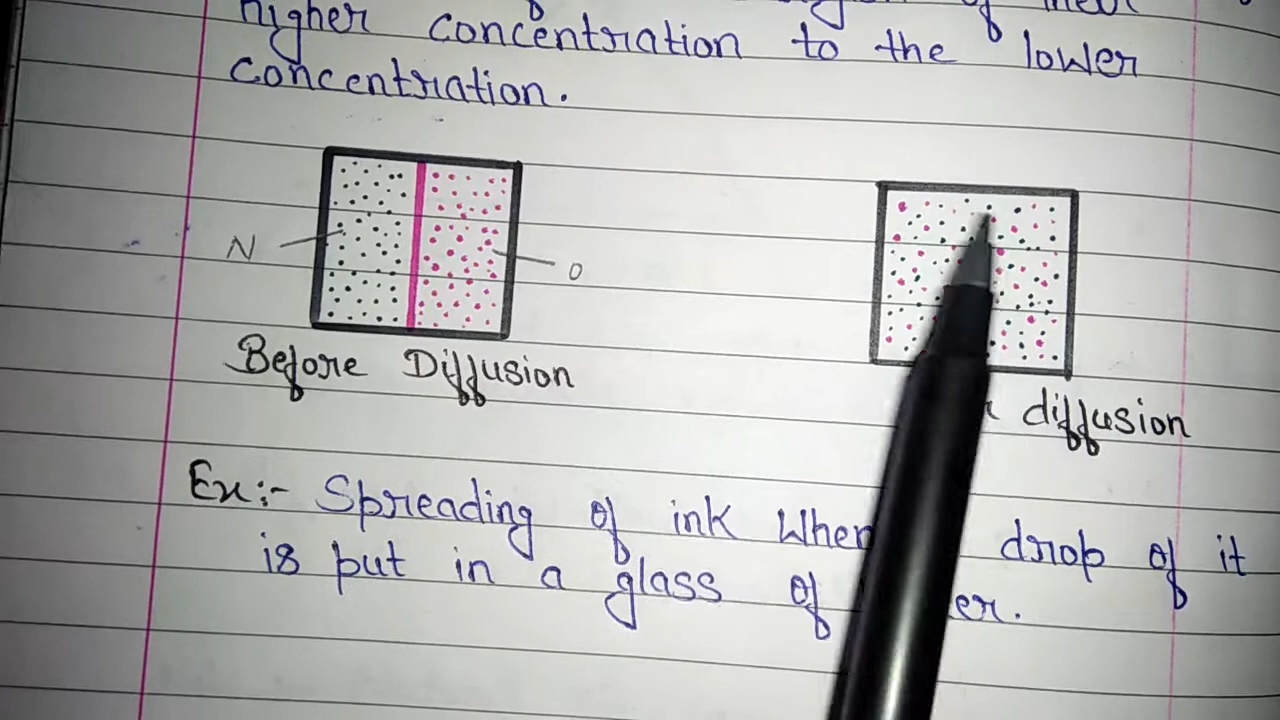 higher concentration to the lower
concentration.
N
O
Before Diffusion
diffusion
Ex:- Spreading of ink When drop of it
is put in a glass of